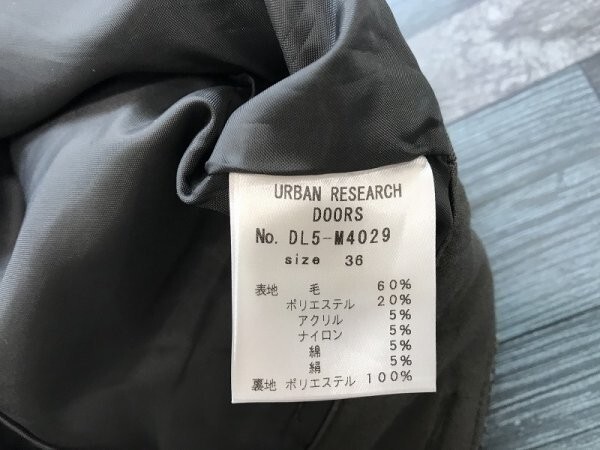 URBAN RESEARCH
DOORS
No. DL5-M4029
size 36
表地 毛 60%
ポリエステル 20%
アクリル 5%
ナイロン 5%
綿 5%
絹 5%
裏地 ポリエステル 100%